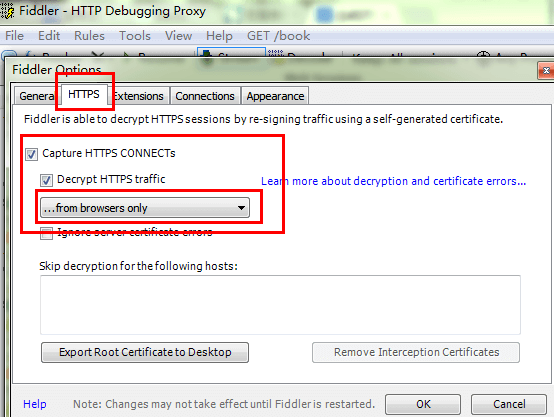 Fiddler - HTTP Debugging Proxy
File Edit Rules Tools View Help GET /book
Fiddler Options
General HTTPS Extensions Connections Appearance
Fiddler is able to decrypt HTTPS sessions by re-signing traffic using a self-generated certificate.
Capture HTTPS CONNECTs
Decrypt HTTPS traffic
Learn more about decryption and certificate errors...
...from browsers only
Ignore server certificate errors
Skip decryption for the following hosts:
Export Root Certificate to Desktop
Remove Interception Certificates
Help Note: Changes may not take effect until Fiddler is restarted. OK Cancel